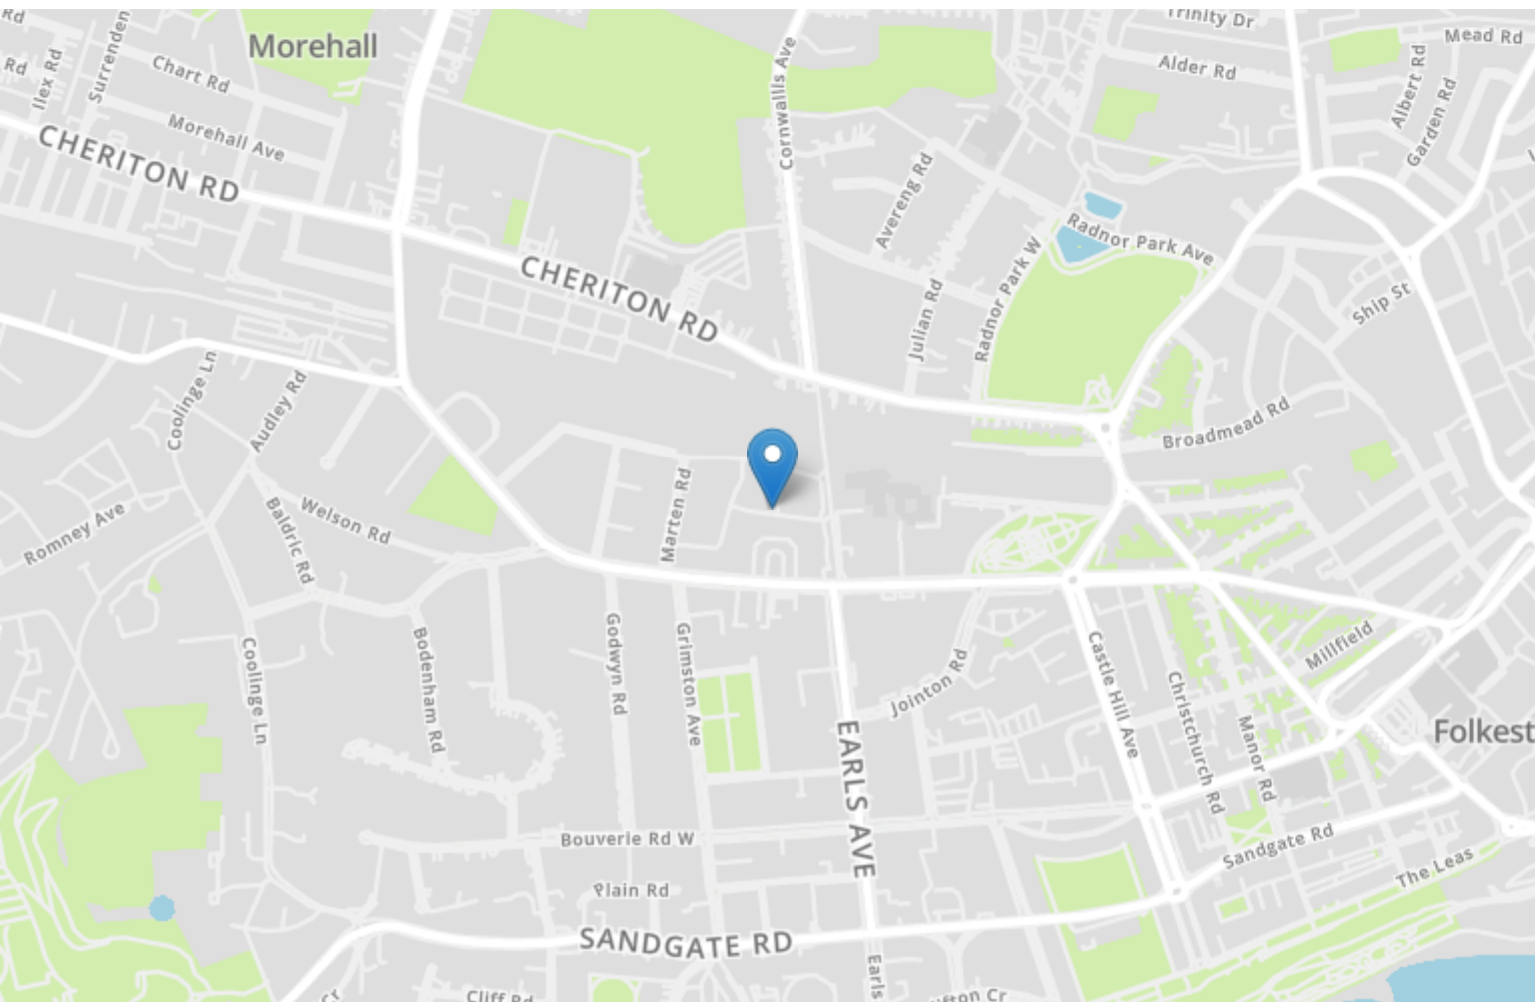 Rd
Trinity Dr
Morehall
Mead Rd
Surrenden
Rd
Ilex Rd
Chart Rd
Cornwallis Ave
Alder Rd
Albert Rd
Garden Rd
Morehall Ave
CHERITON RD
Avereng Rd
Radnor Park Ave
CHERITON RD
Radnor Park W
Julian Rd
Ship St
Coolinge Ln
Audley Rd
Broadmead Rd
Marten Rd
Romney Ave
Baldric Rd
Welson Rd
Coolinge Ln
Bodenham Rd
Godwyn Rd
Grimston Ave
Jointon Rd
Castle Hill Ave
Millfield
Christchurch Rd
Manor Rd
Folkest
EARLS AVE
Bouverie Rd W
Sandgate Rd
The Leas
Plain Rd
SANDGATE RD
Earls
Cr
Cliff Rd
ifton Cr